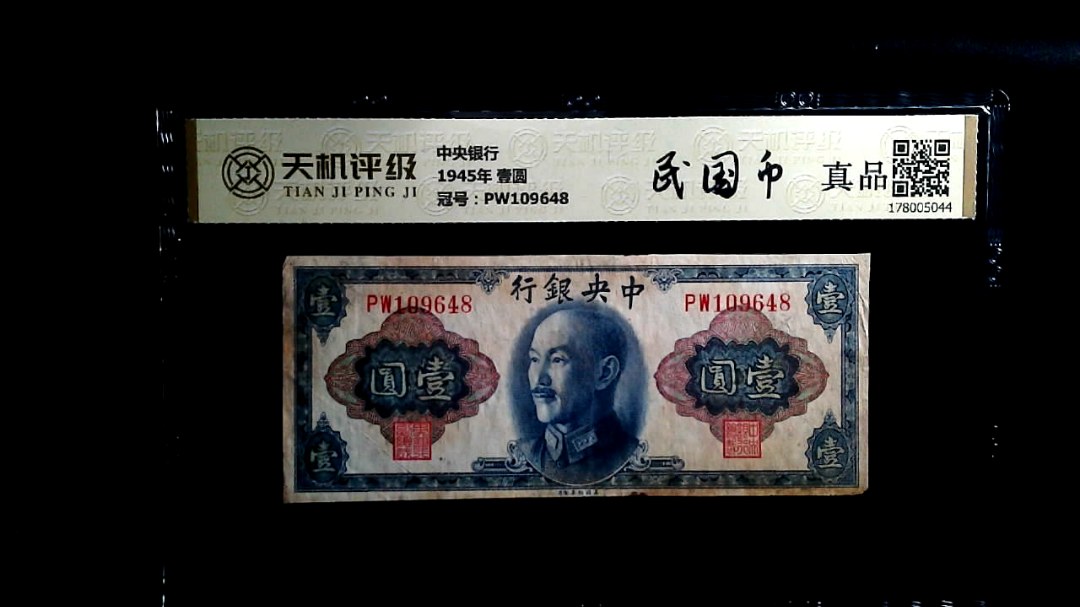 天机评级
TIAN JI PING JI
中央银行
1945年 壹圆
冠号：PW109648
民国币
真品
178005044
行銀央中
PW109648
PW109648
壹
壹
圓壹
圓壹
壹
壹